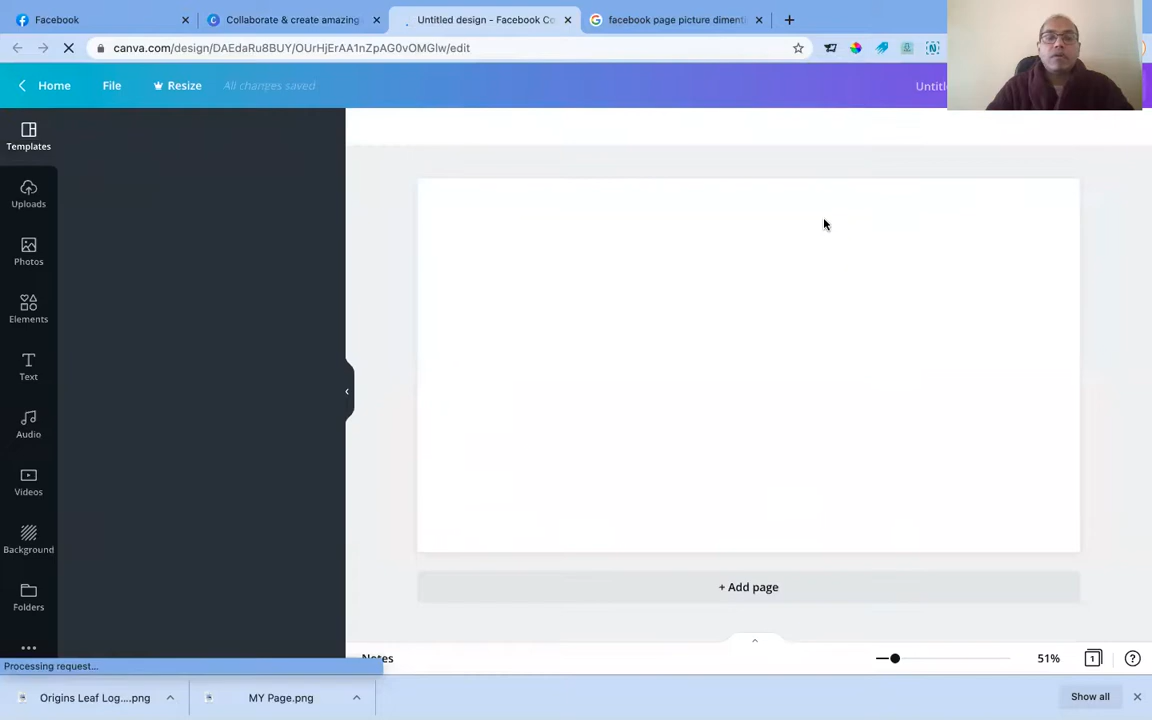 Facebook
Collaborate & create amazing
Untitled design - Facebook Co
facebook page picture dimenti
canva.com/design/DAEdaRu8BUY/OUrHjErAA1nZpAG0vOMGlw/edit
Home
File
Resize
All changes saved
Templates
Uploads
Photos
Elements
Text
Audio
Videos
Background
Folders
+ Add page
Notes
51%
1
Processing request...
Origins Leaf Log....png
MY Page.png
Show all